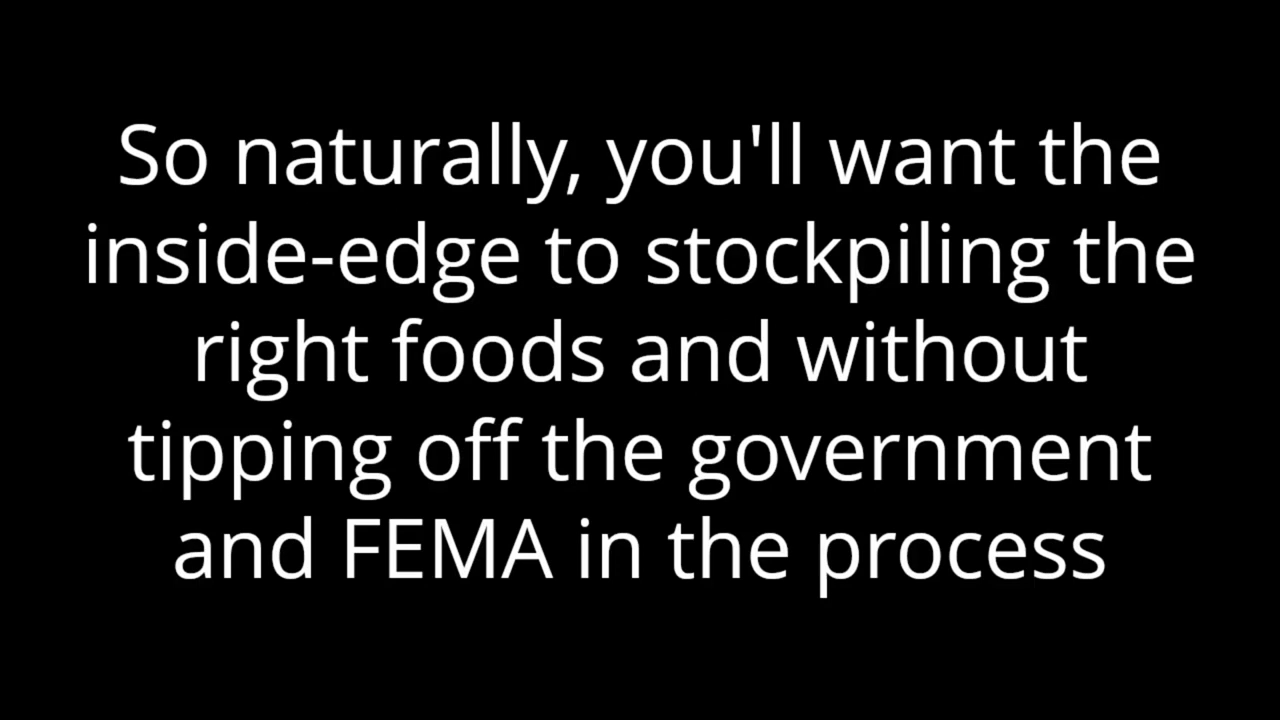 So naturally, you'll want the
inside-edge to stockpiling the
right foods and without
tipping off the government
and FEMA in the process